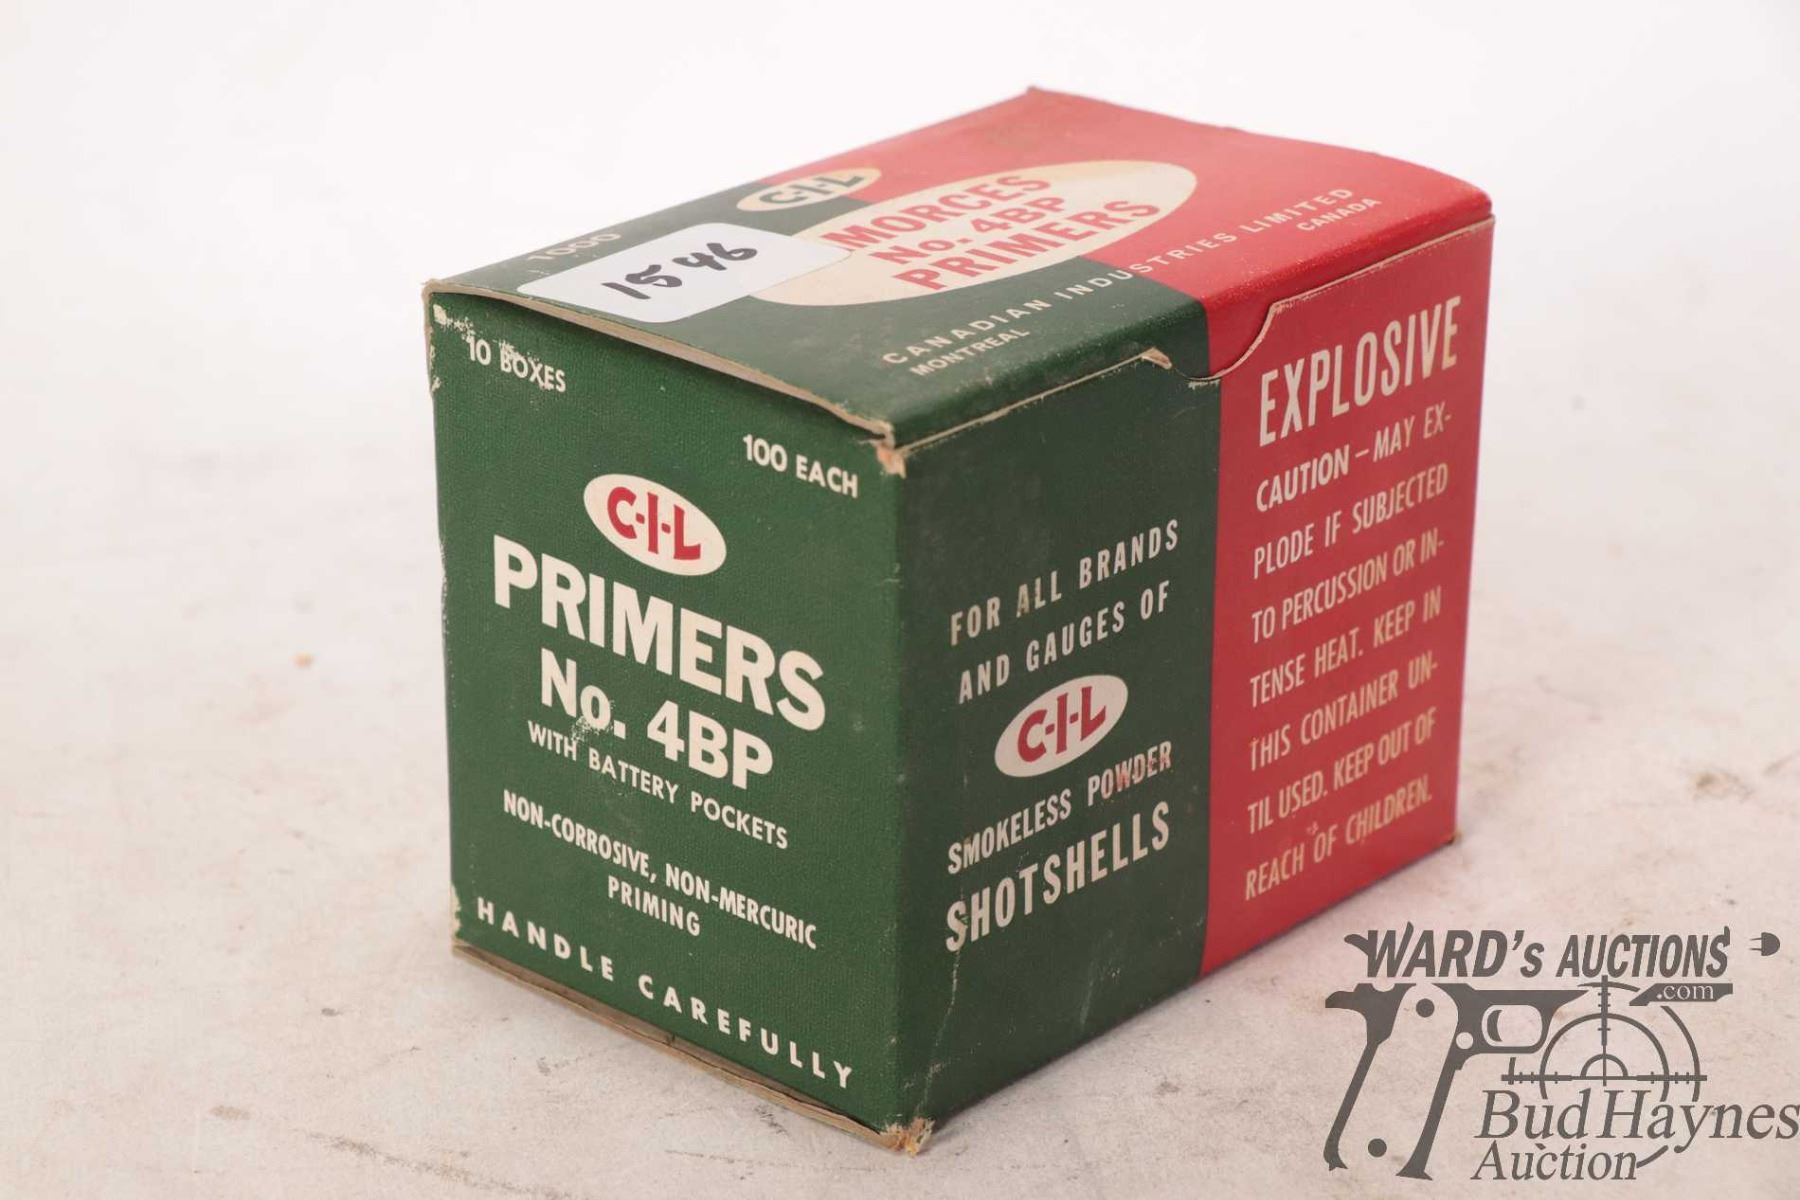 C-I-L
1000
1546
AMORCES
No. 4BP
PRIMERS
CANADIAN INDUSTRIES LIMITED
MONTREAL
CANADA
10 BOXES
100 EACH
C-I-L
PRIMERS
No. 4BP
WITH BATTERY POCKETS
NON-CORROSIVE, NON-MERCURIC
PRIMING
HANDLE CAREFULLY
FOR ALL BRANDS
AND GAUGES OF
C-I-L
SMOKELESS POWDER
SHOTSHELLS
EXPLOSIVE
CAUTION – MAY EX-
PLODE IF SUBJECTED
TO PERCUSSION OR IN-
TENSE HEAT. KEEP IN
THIS CONTAINER UN-
TIL USED. KEEP OUT OF
REACH OF CHILDREN.
WARD's AUCTIONS
.com
Bud Haynes
Auction